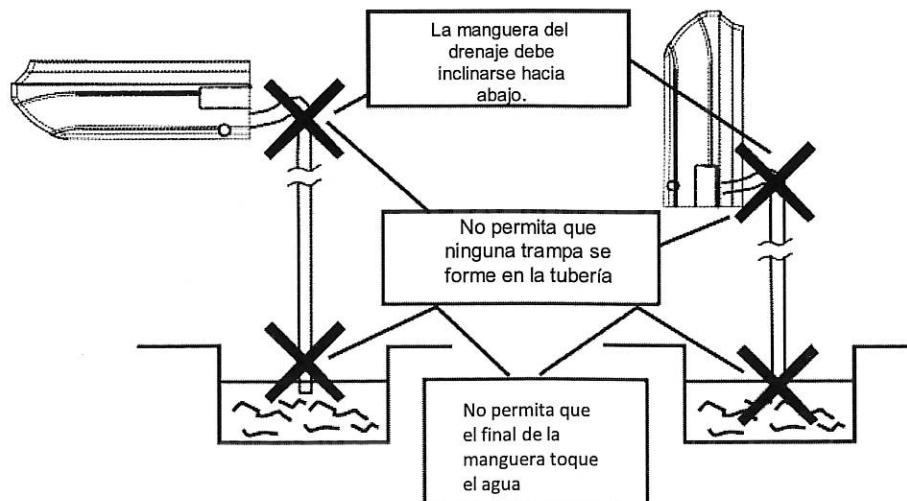 La manguera del
drenaje debe
inclinarse hacia
abajo.
No permita que
ninguna trampa se
forme en la tubería
No permita que
el final de la
manguera toque
el agua